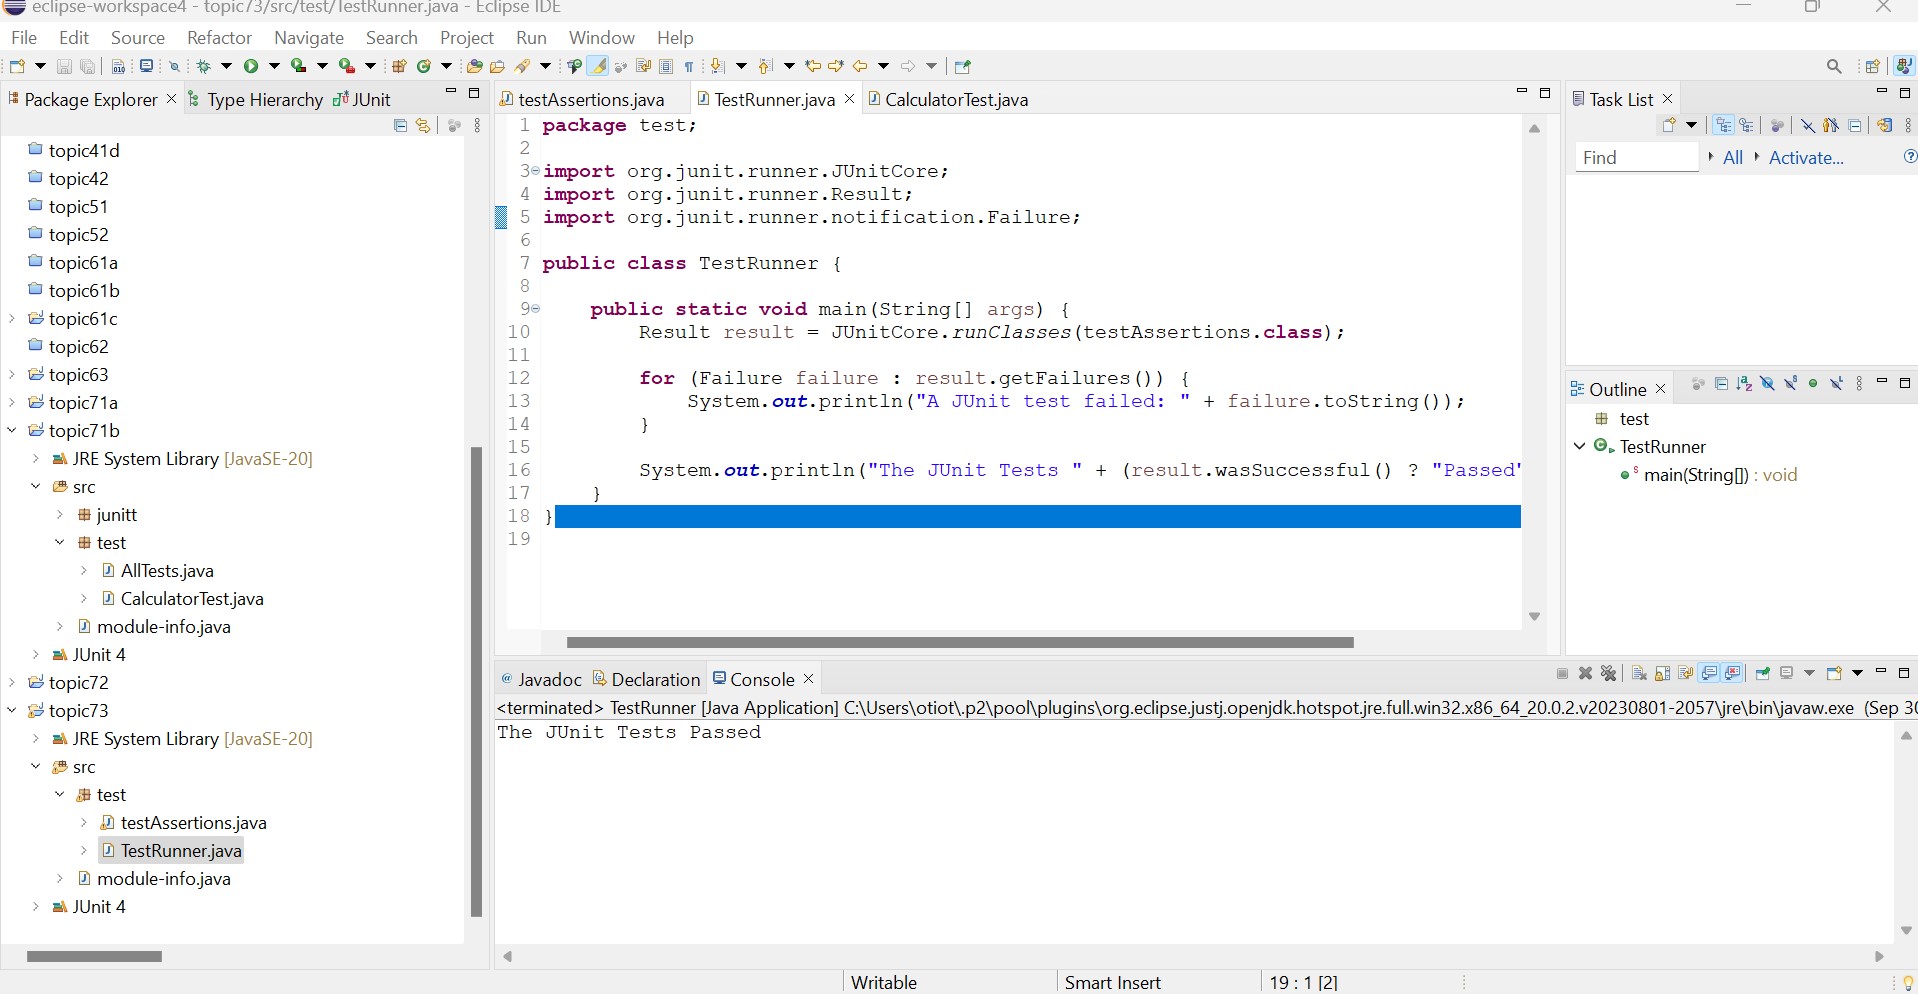 eclipse-workspace4 - topic73/src/test/TestRunner.java - Eclipse IDE
File Edit Source Refactor Navigate Search Project Run Window Help
Package Explorer Type Hierarchy JUnit
topic41d
topic42
topic51
topic52
topic61a
topic61b
topic61c
topic62
topic63
topic71a
topic71b
JRE System Library [JavaSE-20]
src
junitt
test
AllTests.java
CalculatorTest.java
module-info.java
JUnit 4
topic72
topic73
JRE System Library [JavaSE-20]
src
test
testAssertions.java
TestRunner.java
module-info.java
JUnit 4
testAssertions.java TestRunner.java CalculatorTest.java
1 package test;
2
3 import org.junit.runner.JUnitCore;
4 import org.junit.runner.Result;
5 import org.junit.runner.notification.Failure;
6
7 public class TestRunner {
8
9 public static void main(String[] args) {
10 Result result = JUnitCore.runClasses(testAssertions.class);
11
12 for (Failure failure : result.getFailures()) {
13 System.out.println("A JUnit test failed: " + failure.toString());
14 }
15
16 System.out.println("The JUnit Tests " + (result.wasSuccessful() ? "Passed"
17 }
18 }
19
Task List
Find All Activate...
Outline
test
TestRunner
main(String[]) : void
Javadoc Declaration Console
<terminated> TestRunner [Java Application] C:\Users\otiot\.p2\pool\plugins\org.eclipse.justj.openjdk.hotspot.jre.full.win32.x86_64_20.0.2.v20230801-2057\jre\bin\javaw.exe (Sep 30
The JUnit Tests Passed
Writable Smart Insert 19 : 1 [2]